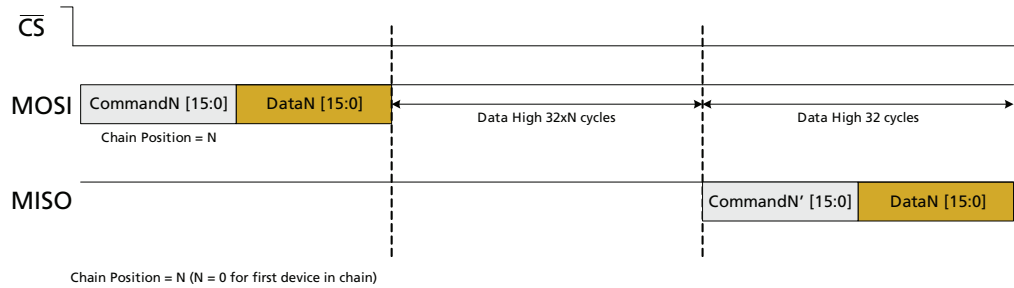 CS
MOSI
CommandN [15:0]
DataN [15:0]
Data High 32xN cycles
Data High 32 cycles
Chain Position = N
MISO
CommandN’ [15:0]
DataN [15:0]
Chain Position = N (N = 0 for first device in chain)